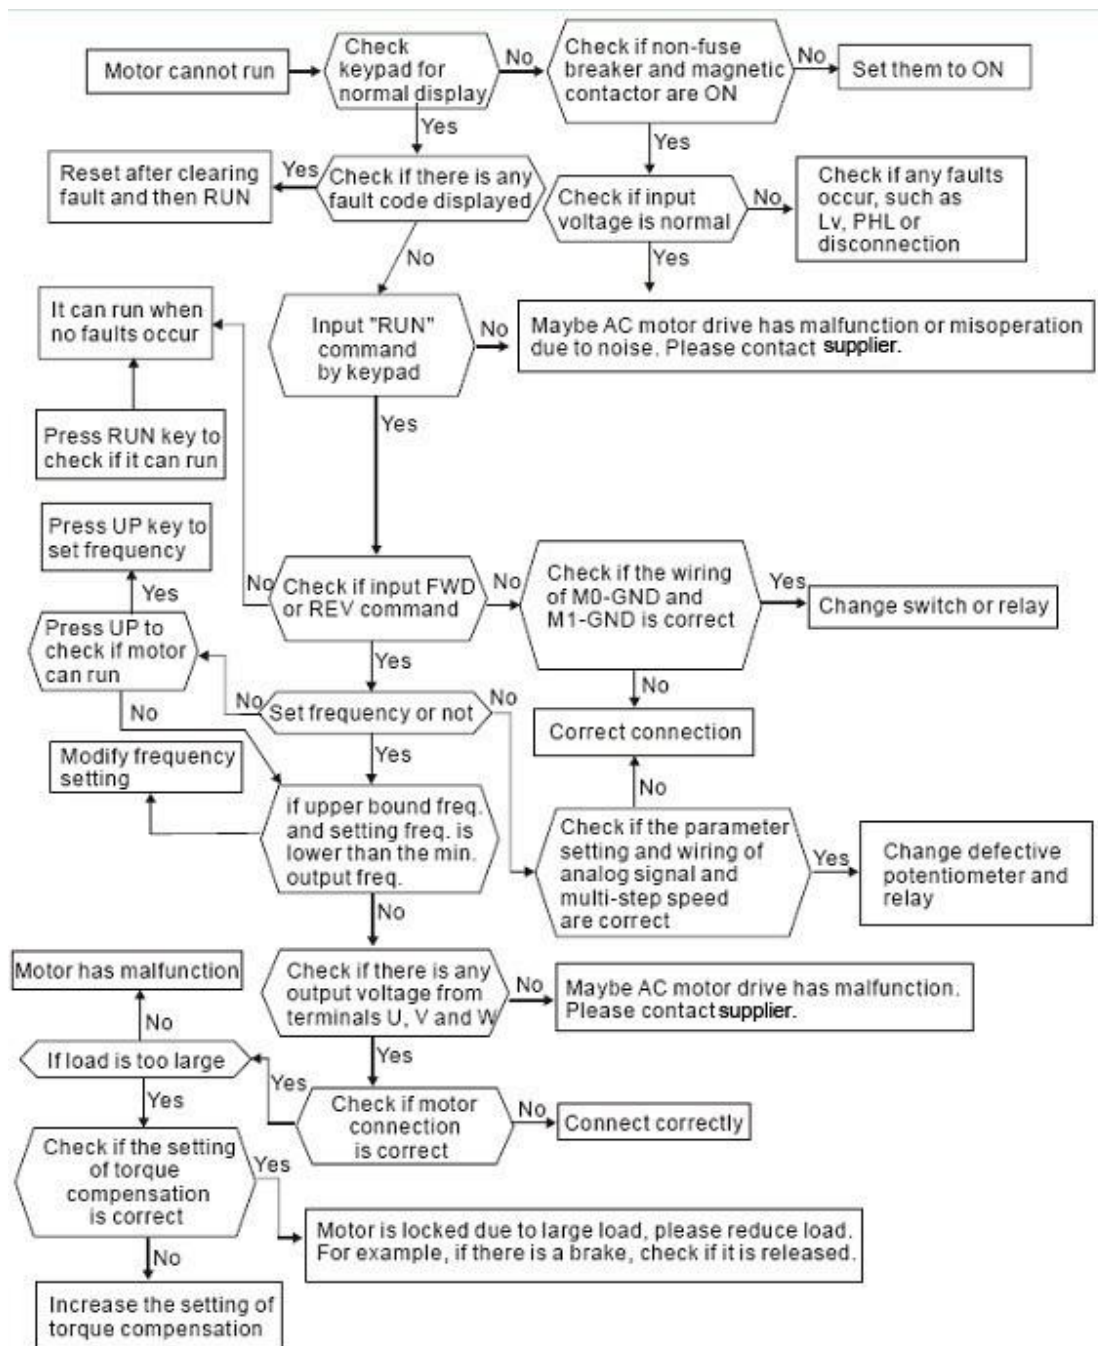 Motor cannot run
Check
keypad for
normal display
No
Check if non-fuse
breaker and magnetic
contactor are ON
No
Set them to ON
Yes
Yes
Reset after clearing
fault and then RUN
Yes
Check if there is any
fault code displayed
Check if input
voltage is normal
No
Check if any faults
occur, such as
Lv, PHL or
disconnection
No
Yes
It can run when
no faults occur
Input "RUN"
command
by keypad
No
Maybe AC motor drive has malfunction or misoperation
due to noise. Please contact supplier.
Press RUN key to
check if it can run
Yes
Press UP key to
set frequency
Yes
No
Check if input FWD
or REV command
No
Check if the wiring
of M0-GND and
M1-GND is correct
Yes
Change switch or relay
Press UP to
check if motor
can run
Yes
No
No
No
Set frequency or not
No
Correct connection
Modify frequency
setting
Yes
No
if upper bound freq.
and setting freq. is
lower than the min.
output freq.
Check if the parameter
setting and wiring of
analog signal and
multi-step speed
are correct
Yes
Change defective
potentiometer and
relay
No
Motor has malfunction
Check if there is any
output voltage from
terminals U, V and W
No
Maybe AC motor drive has malfunction.
Please contact supplier.
No
If load is too large
Yes
Yes
Yes
Check if motor
connection
is correct
No
Connect correctly
Check if the setting
of torque
compensation
is correct
Yes
Motor is locked due to large load, please reduce load.
For example, if there is a brake, check if it is released.
No
Increase the setting of
torque compensation